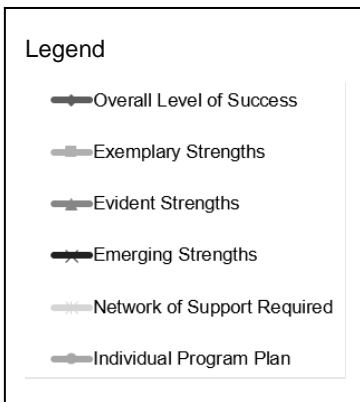 Legend
Overall Level of Success
Exemplary Strengths
Evident Strengths
Emerging Strengths
Network of Support Required
Individual Program Plan